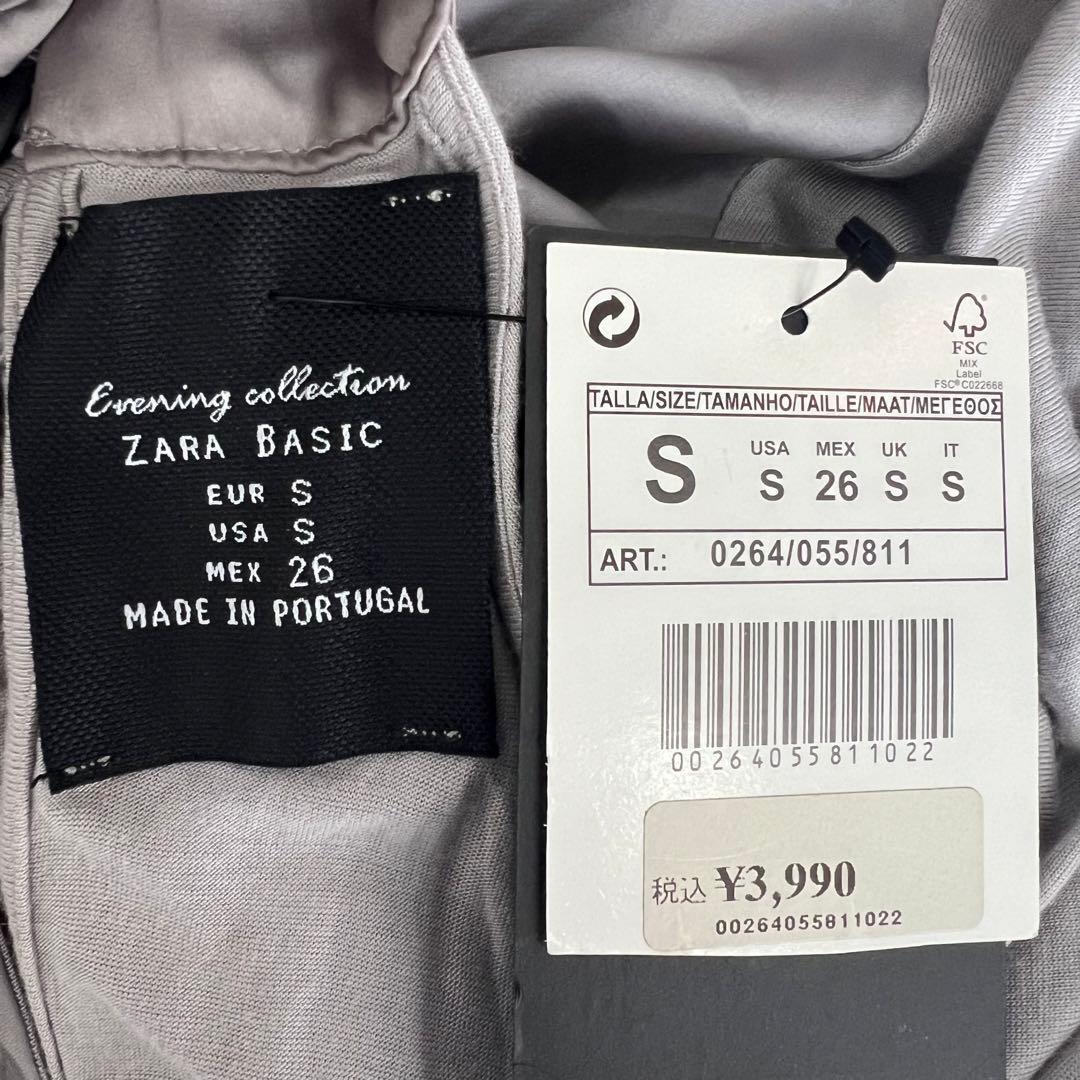 Evening collection
ZARA BASIC
EUR S
USA S
MEX 26
MADE IN PORTUGAL
FSC
MIX
Label
FSC® C022668
TALLA/SIZE/TAMANHO/TAILLE/MAAT/ΜΕΓΕΘΟΣ
S
USA MEX UK IT
S 26 S S
ART.: 0264/055/811
00264055811022
税込 ¥3,990
00264055811022